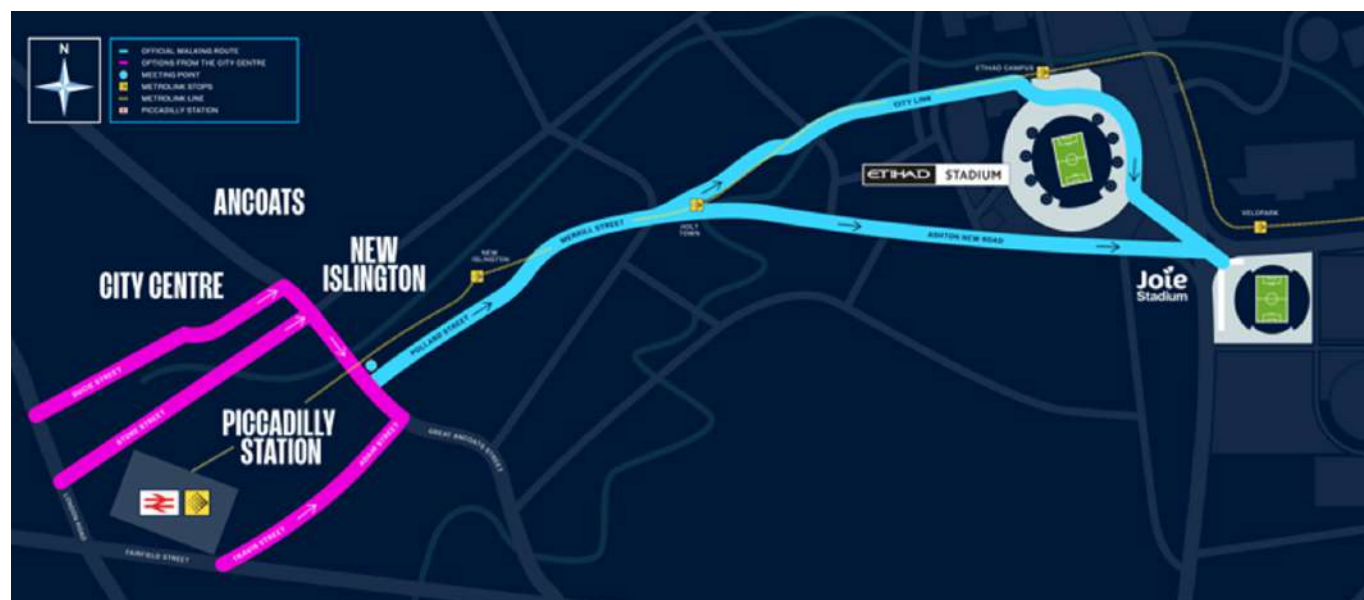 N
OFFICIAL WALKING ROUTE
OPTIONS FROM THE CITY CENTRE
MEETING POINT
METROLINK STOPS
METROLINK LINE
PICCADILLY STATION
ETIHAD CAMPUS
CITY LINK
ETIHAD STADIUM
ANCOATS
VELOPARK
HOLT
TOWN
MERRILL STREET
ASHTON NEW ROAD
NEW
ISLINGTON
NEW
ISLINGTON
CITY CENTRE
Joie
Stadium
POLLARD STREET
DUCIE STREET
STORE STREET
PICCADILLY
STATION
GREAT ANCOATS STREET
ADAIR STREET
LONDON ROAD
TRAVIS STREET
FAIRFIELD STREET